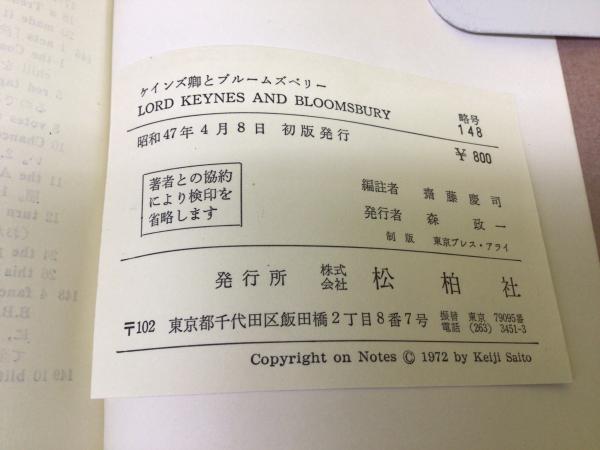 ケインズ卿とブルームズベリー
LORD KEYNES AND BLOOMSBURY
略号
148
昭和47年4月8日 初版発行
¥ 800
著者との協約
により検印を
省略します
編註者 齋藤慶司
発行者 森政一
制版 東京プレス・アライ
発行所 株式会社 松柏社
〒102 東京都千代田区飯田橋2丁目8番7号 振替 東京 79095番
電話 (263) 3451-3
Copyright on Notes © 1972 by Keiji Saito